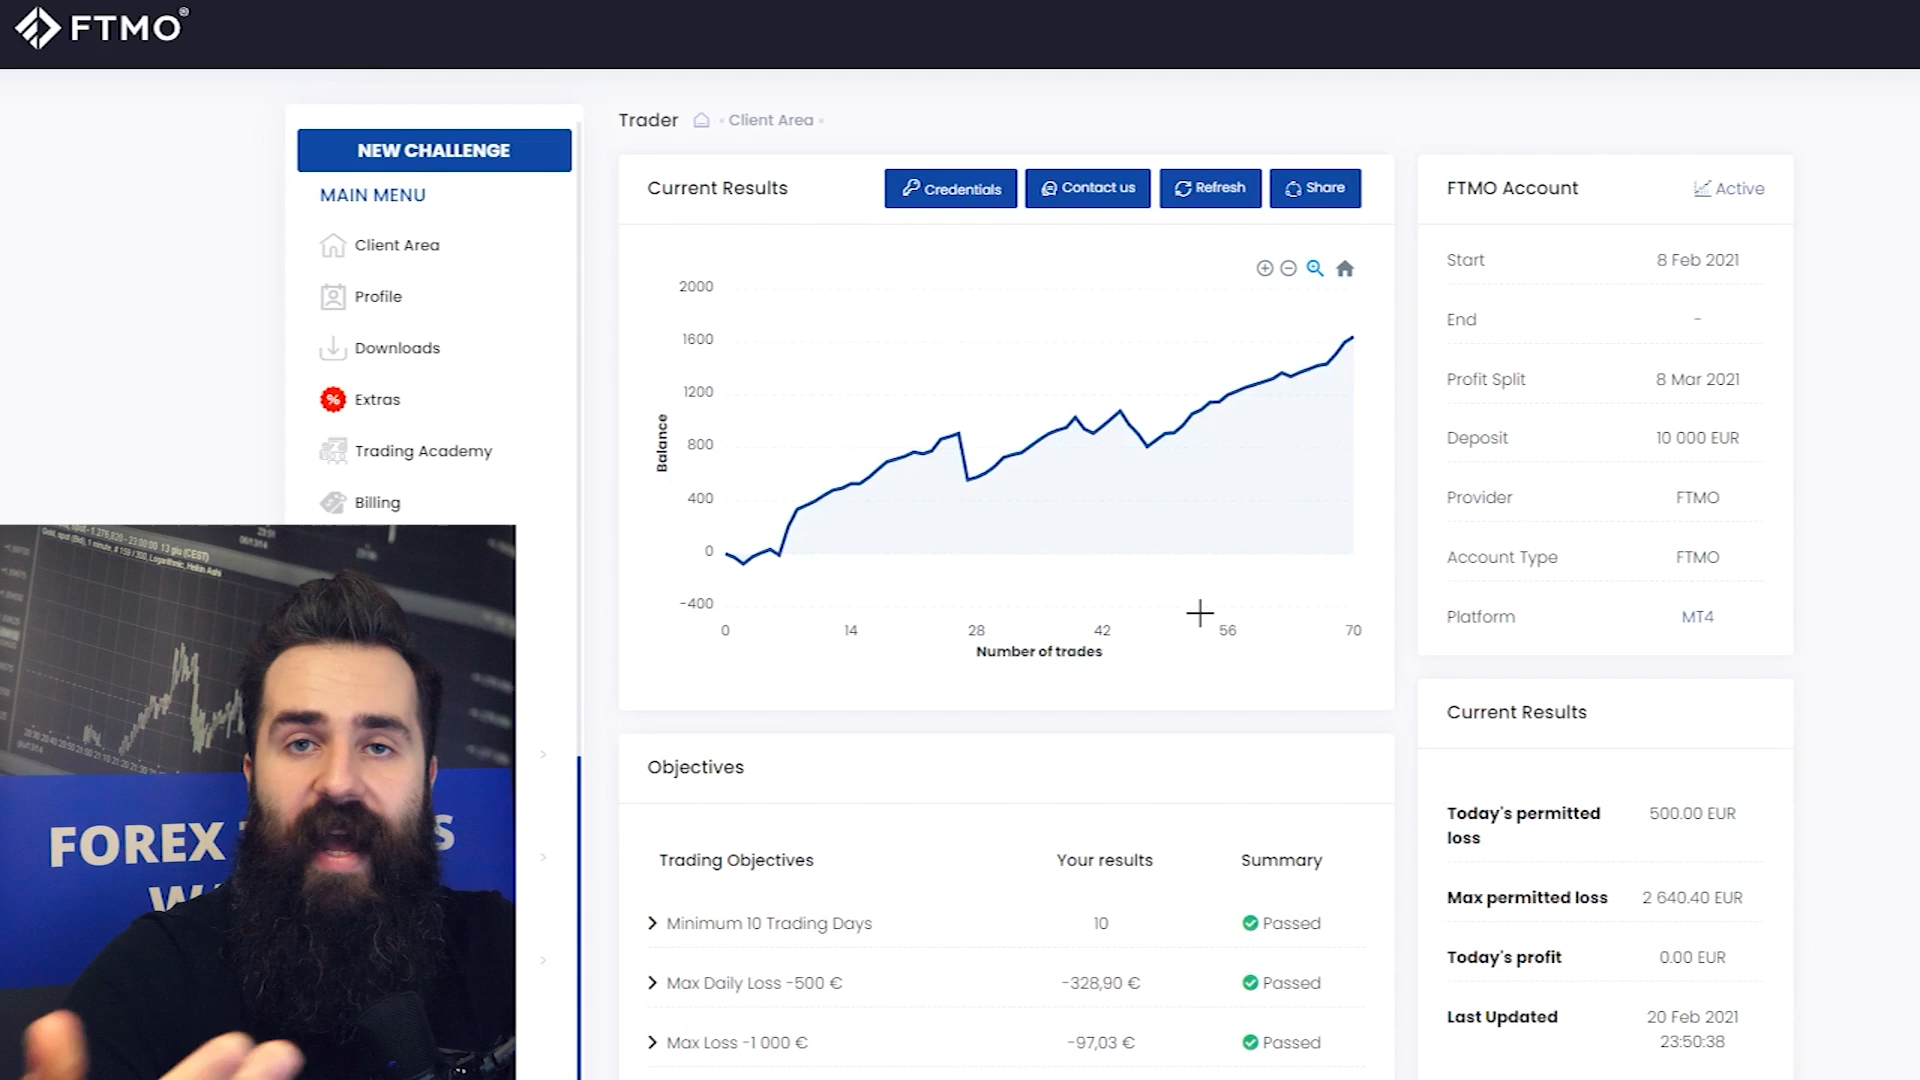 FTMO®
NEW CHALLENGE
MAIN MENU
Client Area
Profile
Downloads
% Extras
Trading Academy
Billing
Trader
Client Area
Current Results
Credentials
Contact us
Refresh
Share
2000
1600
1200
800
400
0
-400
Balance
0 14 28 42 56 70
Number of trades
FTMO Account
Active
Start 8 Feb 2021
End -
Profit Split 8 Mar 2021
Deposit 10 000 EUR
Provider FTMO
Account Type FTMO
Platform MT4
Objectives
Trading Objectives Your results Summary
Minimum 10 Trading Days 10 Passed
Max Daily Loss -500 € -328,90 € Passed
Max Loss -1 000 € -97,03 € Passed
Current Results
Today's permitted
loss 500.00 EUR
Max permitted loss 2 640.40 EUR
Today's profit 0.00 EUR
Last Updated 20 Feb 2021
23:50:38
FOREX